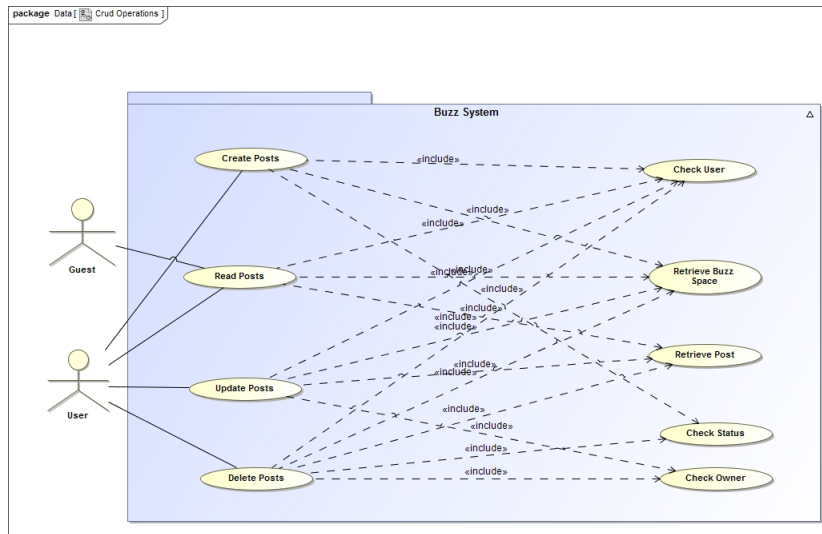 package Data [ Crud Operations ]
Buzz System
Create Posts
«include»
Check User
«include»
«include»
Guest
Read Posts
«include»
«include»
Retrieve Buzz
Space
«include»
«include»
Retrieve Post
«include»
«include»
Update Posts
User
«include»
«include»
Check Status
«include»
Delete Posts
«include»
Check Owner